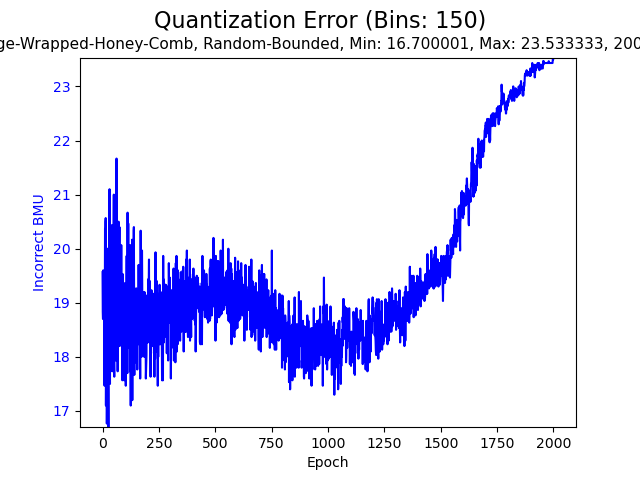 Quantization Error (Bins: 150)
ge-Wrapped-Honey-Comb, Random-Bounded, Min: 16.700001, Max: 23.533333, 200
23
22
21
20
19
18
17
Incorrect BMU
0 250 500 750 1000 1250 1500 1750 2000
Epoch